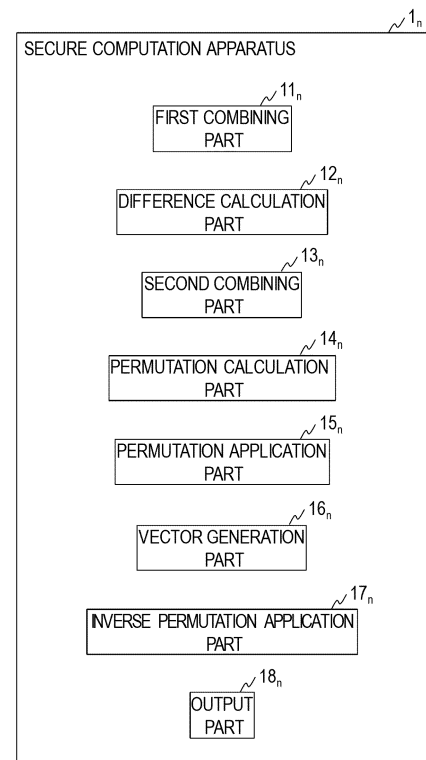 1n
SECURE COMPUTATION APPARATUS
11n
FIRST COMBINING
PART
12n
DIFFERENCE CALCULATION
PART
13n
SECOND COMBINING
PART
14n
PERMUTATION CALCULATION
PART
15n
PERMUTATION APPLICATION
PART
16n
VECTOR GENERATION
PART
17n
INVERSE PERMUTATION APPLICATION
PART
18n
OUTPUT
PART